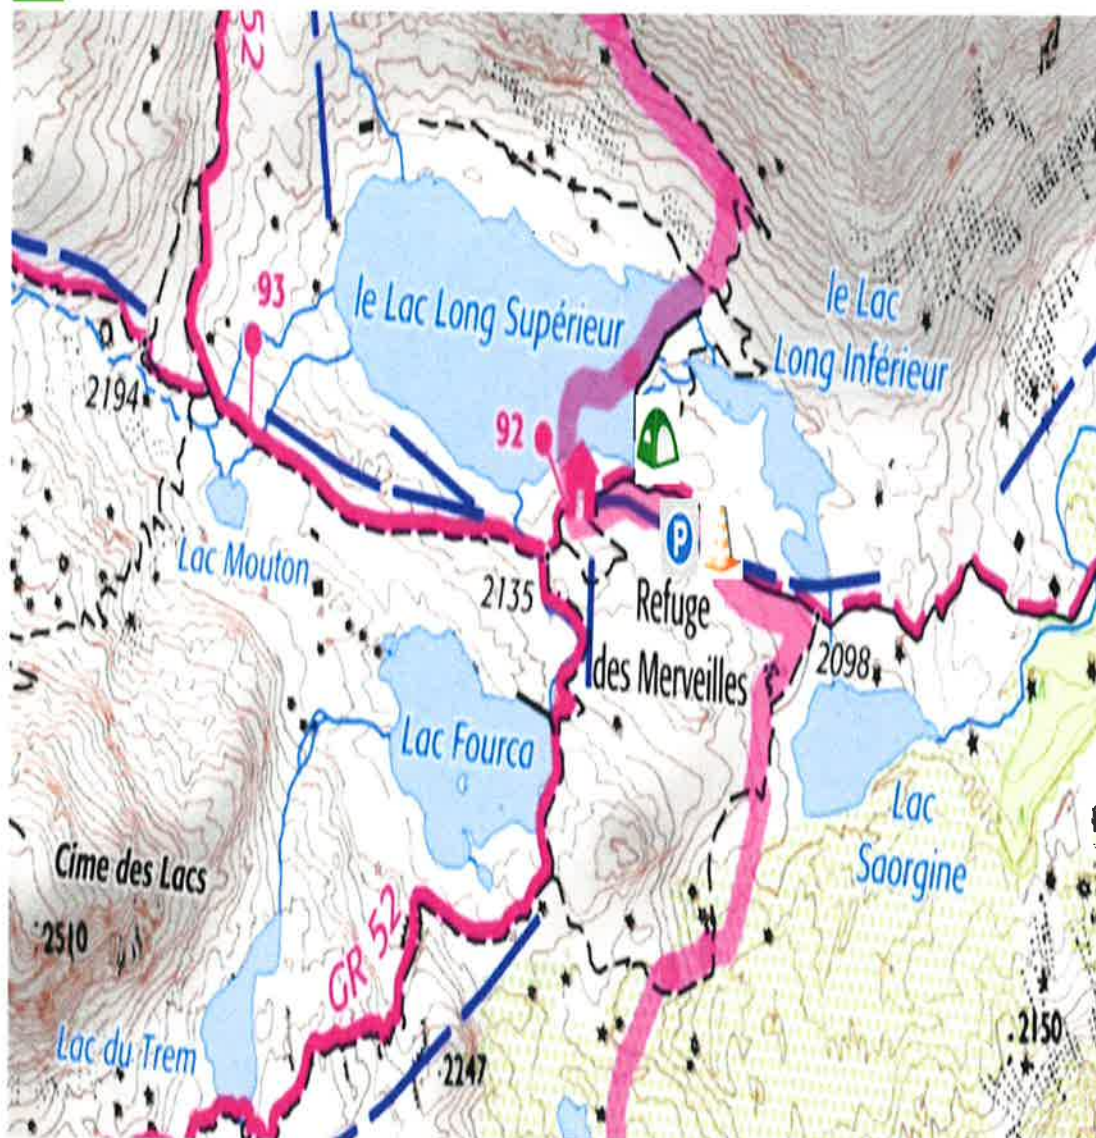 52
93
le Lac Long Supérieur
le Lac
Long Inférieur
2194
92
P
Lac Mouton
2135
Refuge
des Merveilles
2098
Lac Fourca
Lac
Saorgine
Cime des Lacs
2510
GR 52
Lac du Trem
2247
2150